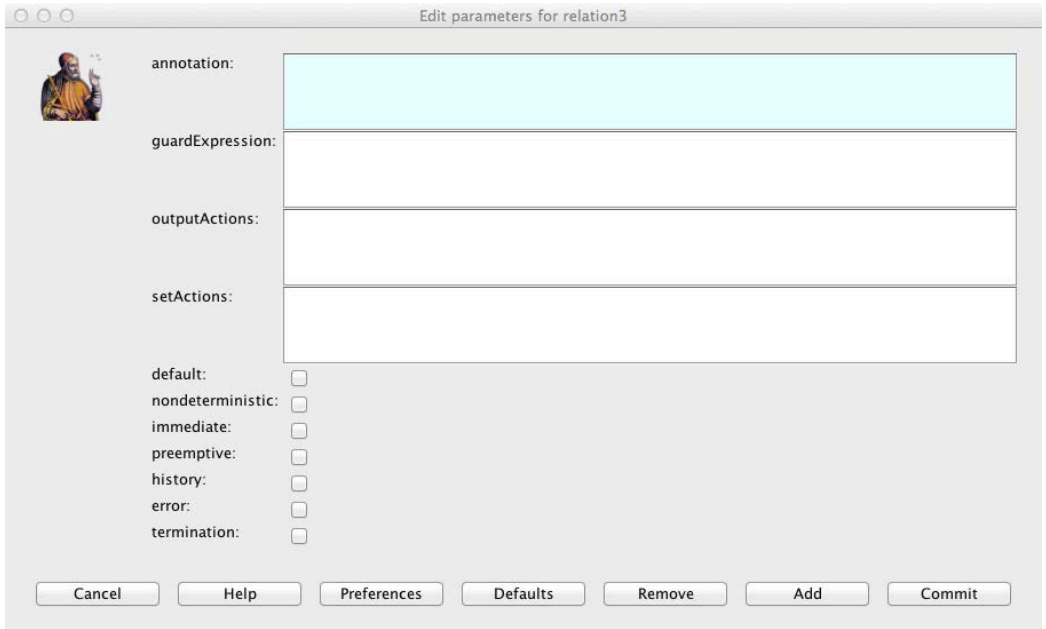 Edit parameters for relation3
annotation:
guardExpression:
outputActions:
setActions:
default:
nondeterministic:
immediate:
preemptive:
history:
error:
termination:
Cancel Help Preferences Defaults Remove Add Commit